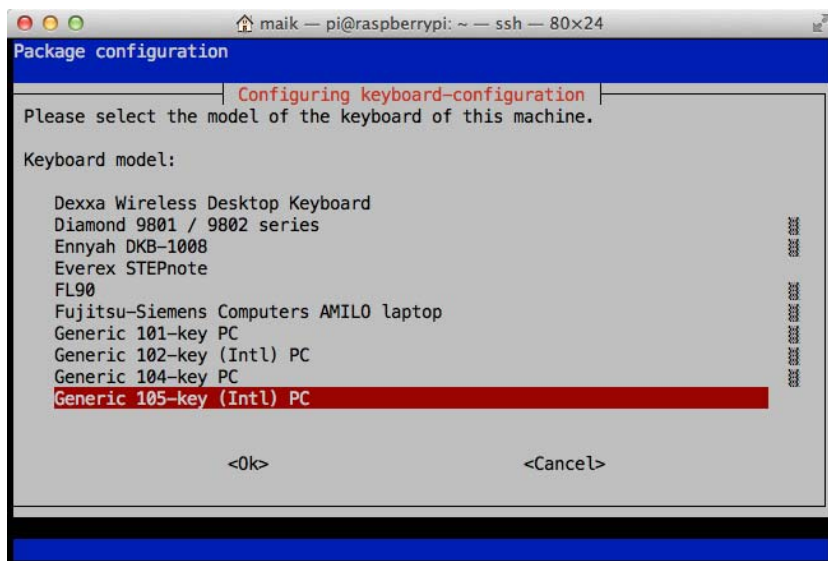 maik — pi@raspberrypi: ~ — ssh — 80×24
Package configuration
Configuring keyboard-configuration
Please select the model of the keyboard of this machine.
Keyboard model:
Dexxa Wireless Desktop Keyboard
Diamond 9801 / 9802 series
Ennyah DKB-1008
Everex STEPnote
FL90
Fujitsu-Siemens Computers AMILO laptop
Generic 101-key PC
Generic 102-key (Intl) PC
Generic 104-key PC
Generic 105-key (Intl) PC
<Ok> <Cancel>